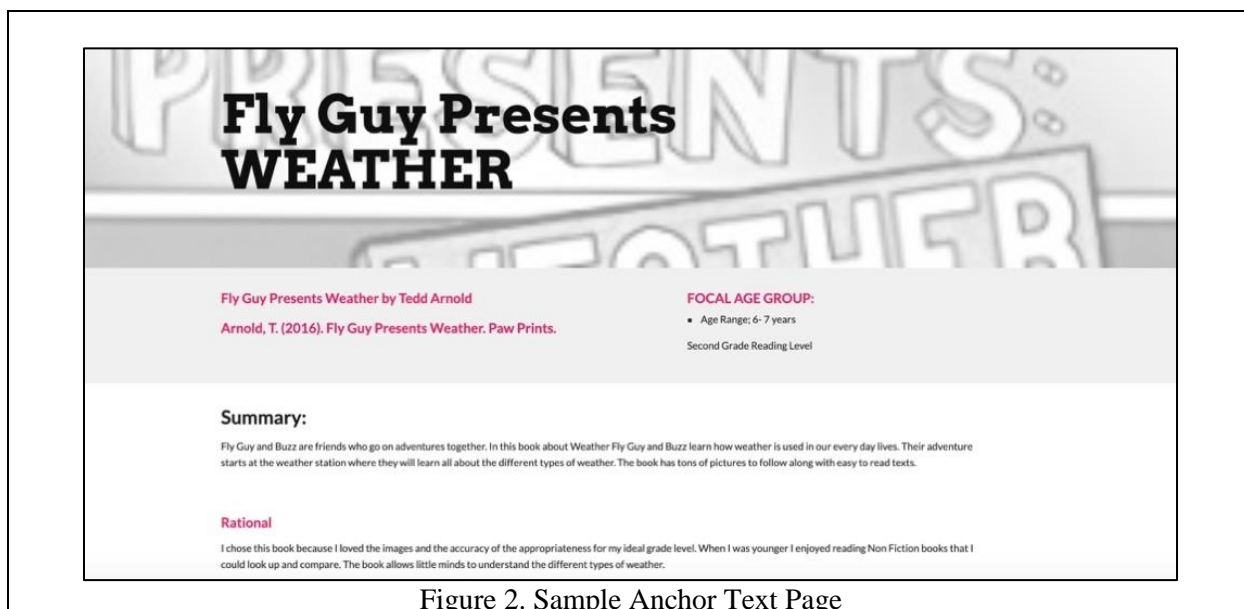 PRESENTS:
WEATHER
Fly Guy Presents
WEATHER
Fly Guy Presents Weather by Tedd Arnold
Arnold, T. (2016). Fly Guy Presents Weather. Paw Prints.
FOCAL AGE GROUP:
▪ Age Range; 6- 7 years
Second Grade Reading Level
Summary:
Fly Guy and Buzz are friends who go on adventures together. In this book about Weather Fly Guy and Buzz learn how weather is used in our every day lives. Their adventure
starts at the weather station where they will learn all about the different types of weather. The book has tons of pictures to follow along with easy to read texts.
Rational
I chose this book because I loved the images and the accuracy of the appropriateness for my ideal grade level. When I was younger I enjoyed reading Non Fiction books that I
could look up and compare. The book allows little minds to understand the different types of weather.
Figure 2. Sample Anchor Text Page